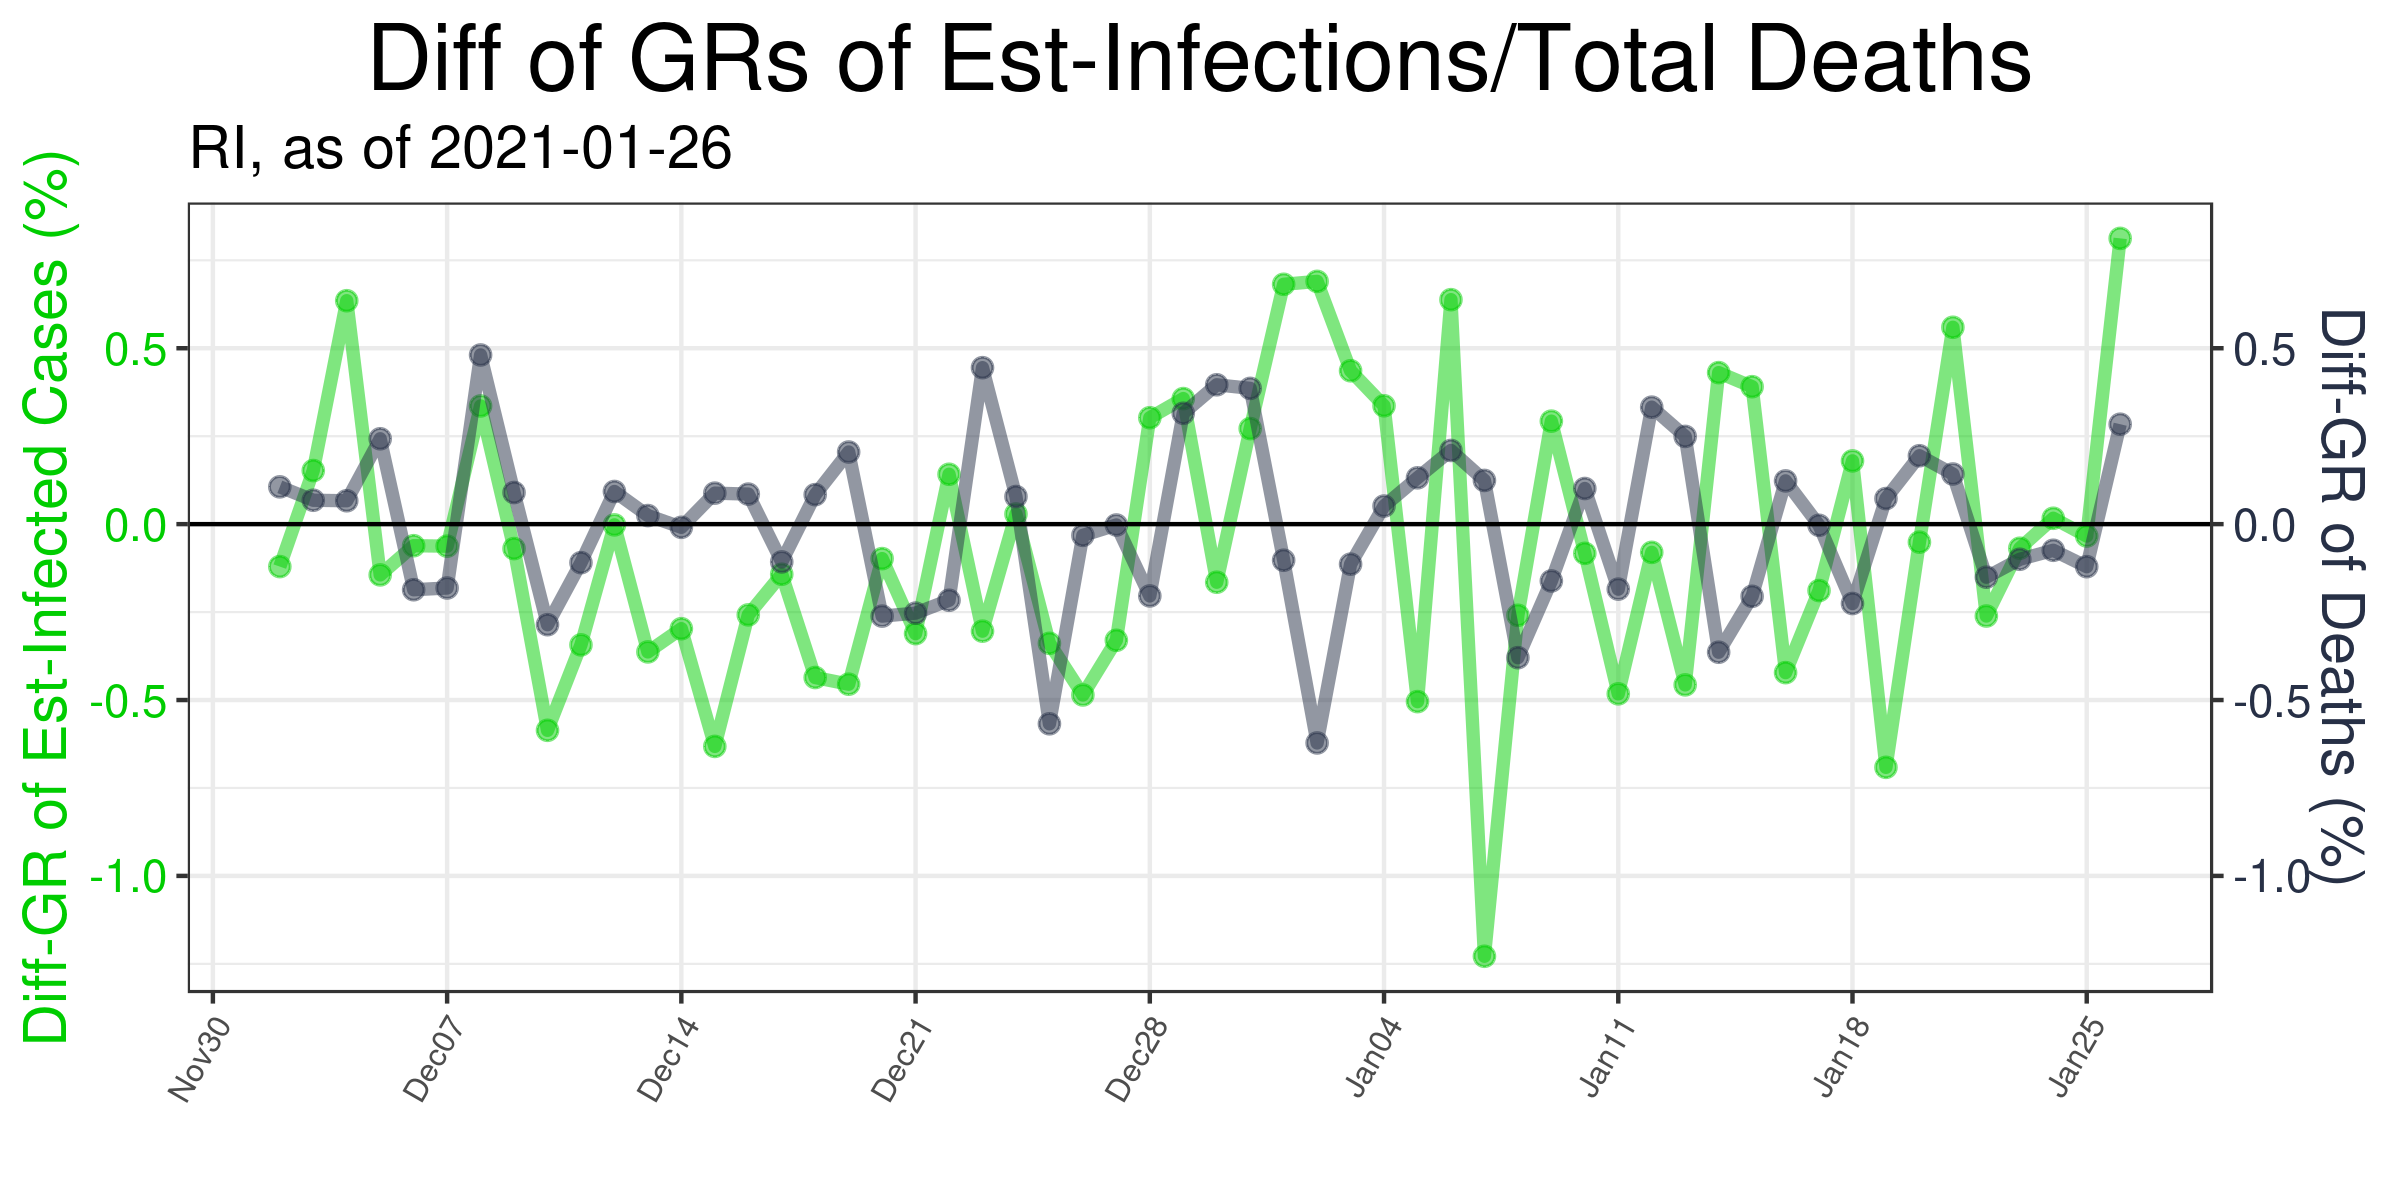 Diff of GRs of Est-Infections/Total Deaths
RI, as of 2021-01-26
Diff-GR of Est-Infected Cases (%)
0.5
0.0
-0.5
-1.0
0.5
0.0
-0.5
-1.0
Diff-GR of Deaths (%)
Nov30
Dec07
Dec14
Dec21
Dec28
Jan04
Jan11
Jan18
Jan25